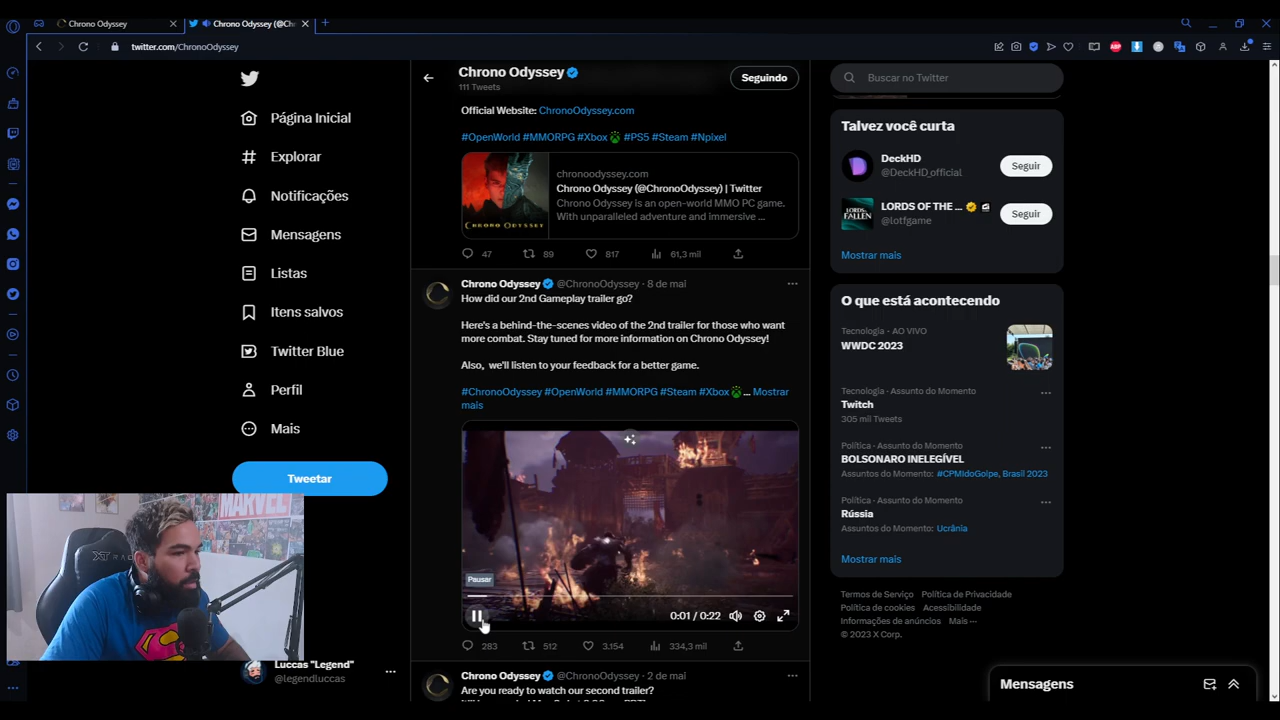 Chrono Odyssey
Chrono Odyssey (@Ch
twitter.com/ChronoOdyssey
Página Inicial
Explorar
Notificações
Mensagens
Listas
Itens salvos
Twitter Blue
Perfil
Mais
Tweetar
Luccas "Legend"
@legendluccas
Chrono Odyssey
111 Tweets
Seguindo
Official Website: ChronoOdyssey.com
#OpenWorld #MMORPG #Xbox #PS5 #Steam #Npixel
CHRONO ODYSSEY
chronoodyssey.com
Chrono Odyssey (@ChronoOdyssey) | Twitter
Chrono Odyssey is an open-world MMO PC game.
With unparalleled adventure and immersive ...
47 89 817 61,3 mil
Chrono Odyssey @ChronoOdyssey · 8 de mai
How did our 2nd Gameplay trailer go?
Here's a behind-the-scenes video of the 2nd trailer for those who want
more combat. Stay tuned for more information on Chrono Odyssey!
Also, we'll listen to your feedback for a better game.
#ChronoOdyssey #OpenWorld #MMORPG #Steam #Xbox ... Mostrar
mais
Pausar
0:01 / 0:22
283 512 3.154 334,3 mil
Chrono Odyssey @ChronoOdyssey · 2 de mai
Are you ready to watch our second trailer?
Buscar no Twitter
Talvez você curta
DeckHD
@DeckHD_official
Seguir
LORDS OF THE ...
@lotfgame
Seguir
Mostrar mais
O que está acontecendo
Tecnologia · AO VIVO
WWDC 2023
Tecnologia · Assunto do Momento
Twitch
305 mil Tweets
Política · Assunto do Momento
BOLSONARO INELEGÍVEL
Assuntos do Momento: #CPMIdoGolpe, Brasil 2023
Política · Assunto do Momento
Rússia
Assuntos do Momento: Ucrânia
Mostrar mais
Termos de Serviço Política de Privacidade
Política de cookies Acessibilidade
Informações de anúncios Mais ···
© 2023 X Corp.
Mensagens
MARVEL